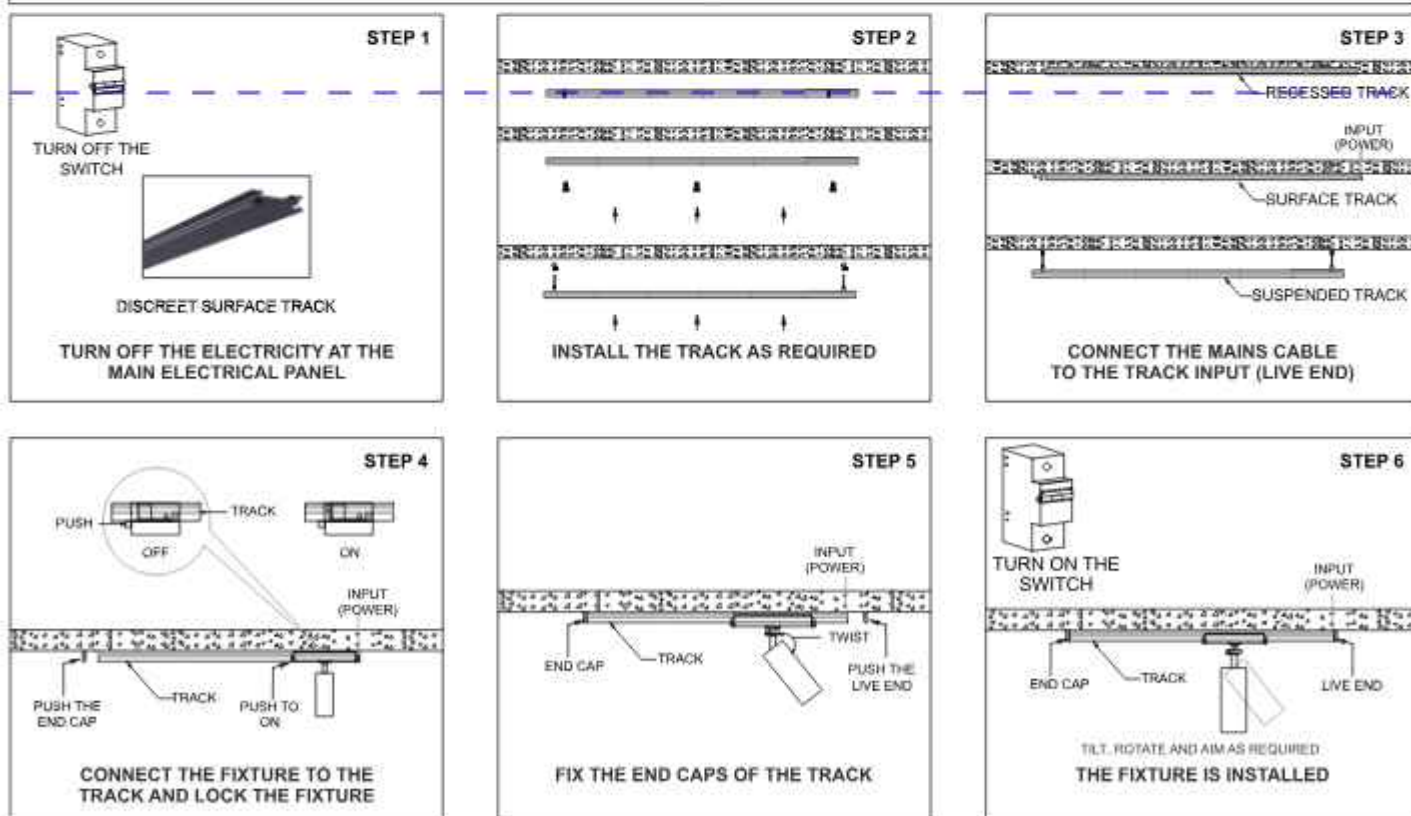 STEP 1
TURN OFF THE
SWITCH
DISCREET SURFACE TRACK
TURN OFF THE ELECTRICITY AT THE
MAIN ELECTRICAL PANEL
STEP 2
INSTALL THE TRACK AS REQUIRED
STEP 3
RECESSED TRACK
INPUT
(POWER)
SURFACE TRACK
SUSPENDED TRACK
CONNECT THE MAINS CABLE
TO THE TRACK INPUT (LIVE END)
STEP 4
PUSH
TRACK
OFF
ON
INPUT
(POWER)
PUSH THE
END CAP
TRACK
PUSH TO
ON
CONNECT THE FIXTURE TO THE
TRACK AND LOCK THE FIXTURE
STEP 5
INPUT
(POWER)
TWIST
END CAP
TRACK
PUSH THE
LIVE END
FIX THE END CAPS OF THE TRACK
STEP 6
TURN ON THE
SWITCH
INPUT
(POWER)
END CAP
TRACK
LIVE END
TILT, ROTATE AND AIM AS REQUIRED
THE FIXTURE IS INSTALLED